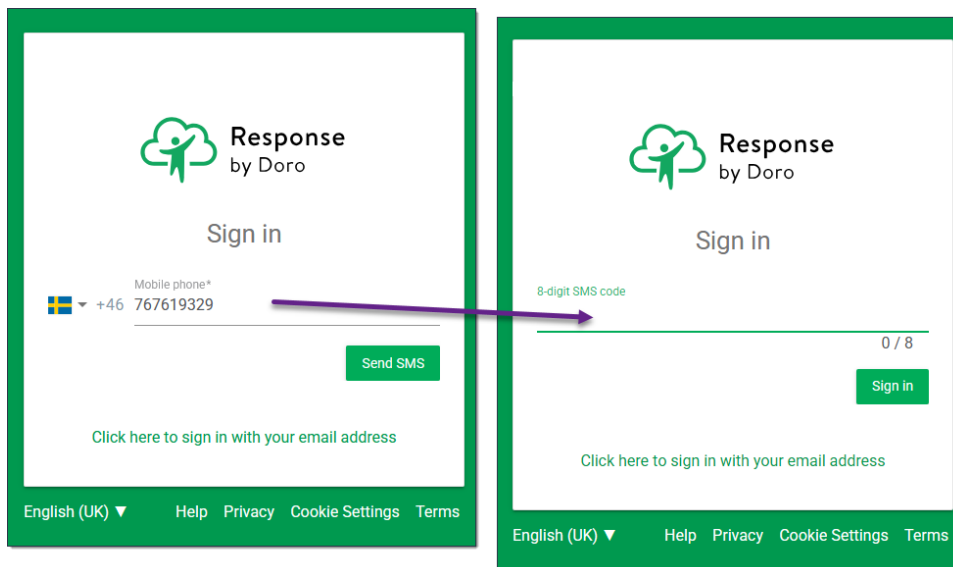 Response
by Doro
Sign in
Mobile phone*
+46 767619329
Send SMS
Click here to sign in with your email address
English (UK) ▼ Help Privacy Cookie Settings Terms
Response
by Doro
Sign in
8-digit SMS code
0 / 8
Sign in
Click here to sign in with your email address
English (UK) ▼ Help Privacy Cookie Settings Terms